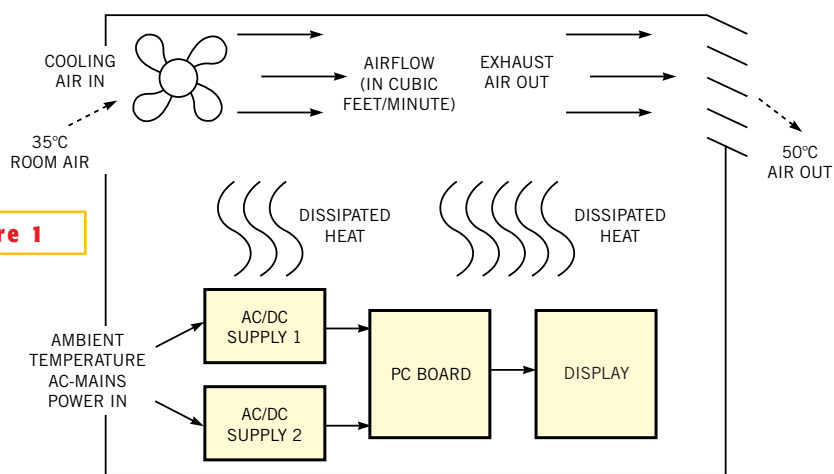 COOLING
AIR IN
AIRFLOW
(IN CUBIC
FEET/MINUTE)
EXHAUST
AIR OUT
35°C
ROOM AIR
50°C
AIR OUT
DISSIPATED
HEAT
DISSIPATED
HEAT
re 1
AMBIENT
TEMPERATURE
AC-MAINS
POWER IN
AC/DC
SUPPLY 1
AC/DC
SUPPLY 2
PC BOARD
DISPLAY